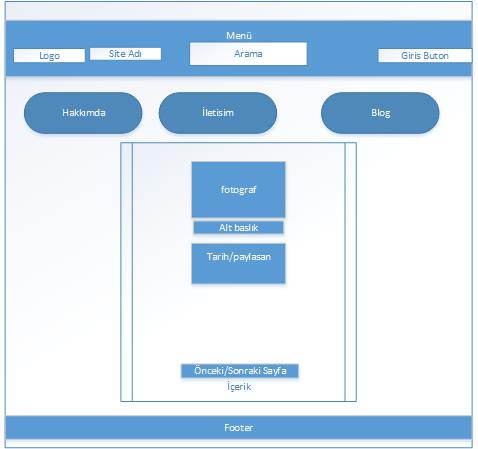 Menü
Logo
Site Adı
Arama
Giris Buton
Hakkımda
İletisim
Blog
fotograf
Alt baslık
Tarih/paylasan
Önceki/Sonraki Sayfa
İçerik
Footer